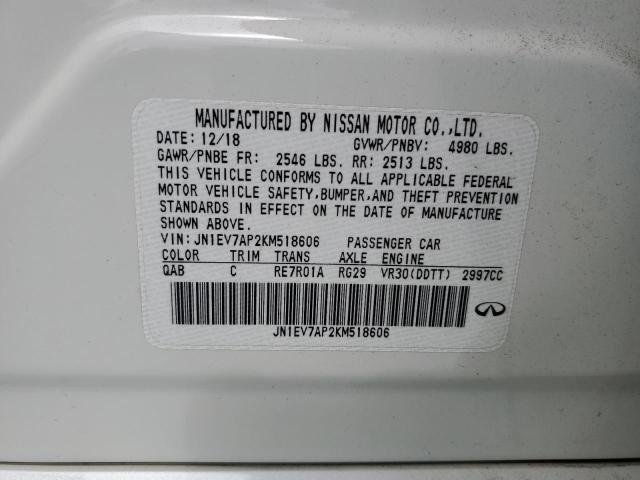 MANUFACTURED BY NISSAN MOTOR CO.,LTD.
DATE: 12/18 GVWR/PNBV: 4980 LBS.
GAWR/PNBE FR: 2546 LBS. RR: 2513 LBS.
THIS VEHICLE CONFORMS TO ALL APPLICABLE FEDERAL
MOTOR VEHICLE SAFETY,BUMPER,AND THEFT PREVENTION
STANDARDS IN EFFECT ON THE DATE OF MANUFACTURE
SHOWN ABOVE.
VIN: JN1EV7AP2KM518606 PASSENGER CAR
COLOR TRIM TRANS AXLE ENGINE
QAB C RE7R01A RG29 VR30(DDTT) 2997CC
JN1EV7AP2KM518606